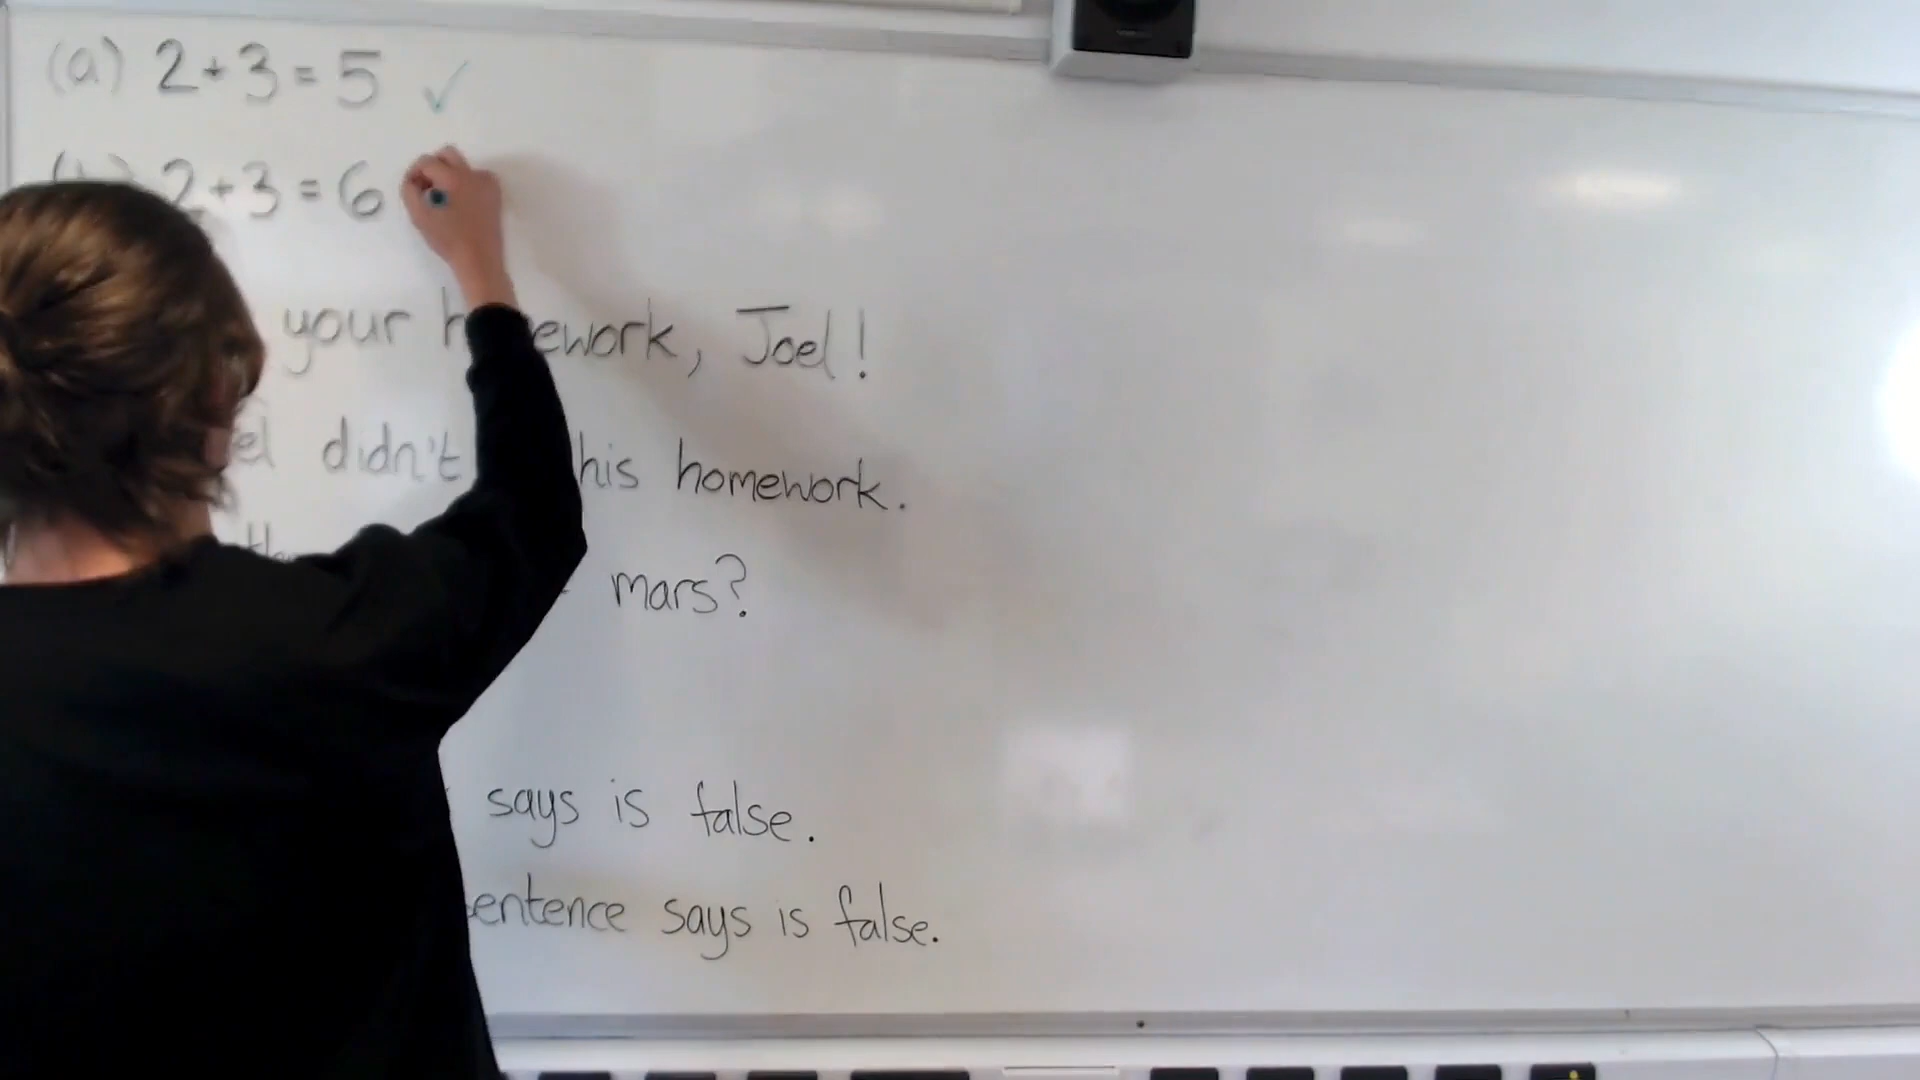 (a) 2+3=5 ✓
2+3=6
your homework, Joel!
didn't his homework.
mars?
says is false.
sentence says is false.